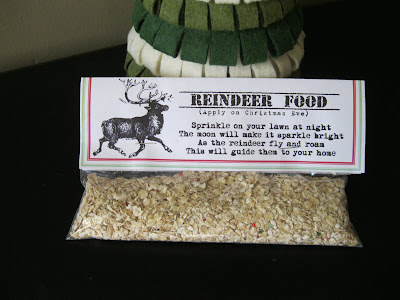 REINDEER FOOD
(Apply on Christmas Eve)
Sprinkle on your lawn at night
The moon will make it sparkle bright
As the reindeer fly and roam
This will guide them to your home